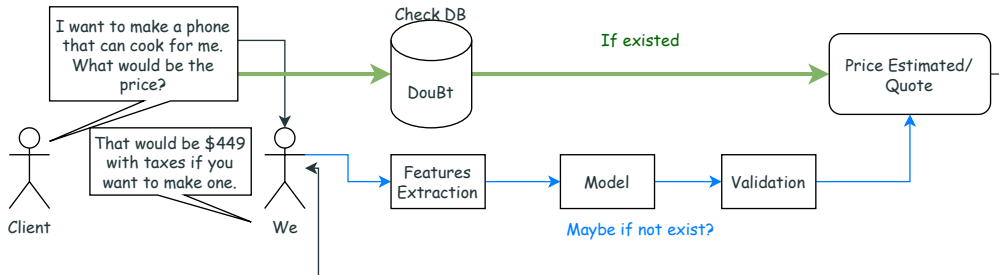 Check DB
I want to make a phone
that can cook for me.
What would be the
price?
If existed
DouBt
Price Estimated/
Quote
That would be $449
with taxes if you
want to make one.
Features
Extraction
Model
Validation
Client
We
Maybe if not exist?